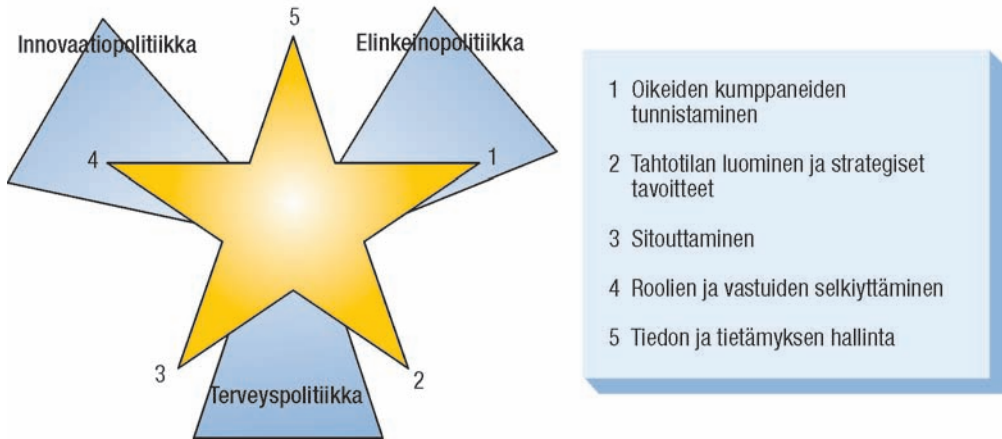 5
Innovaatiopolitiikka
Elinkeinopolitiikka
4
1
3
2
Terveyspolitiikka
1 Oikeiden kumppaneiden
tunnistaminen
2 Tahtotilan luominen ja strategiset
tavoitteet
3 Sitouttaminen
4 Roolien ja vastuiden selkiyttäminen
5 Tiedon ja tietämyksen hallinta